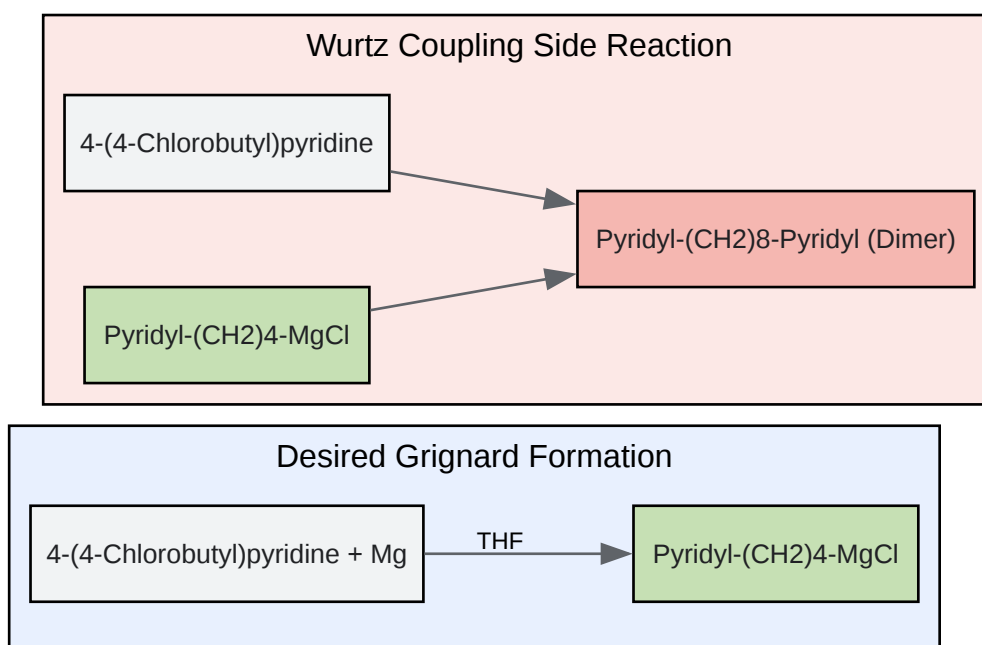 Wurtz Coupling Side Reaction
4-(4-Chlorobutyl)pyridine
Pyridyl-(CH2)8-Pyridyl (Dimer)
Pyridyl-(CH2)4-MgCl
Desired Grignard Formation
4-(4-Chlorobutyl)pyridine + Mg
THF
Pyridyl-(CH2)4-MgCl